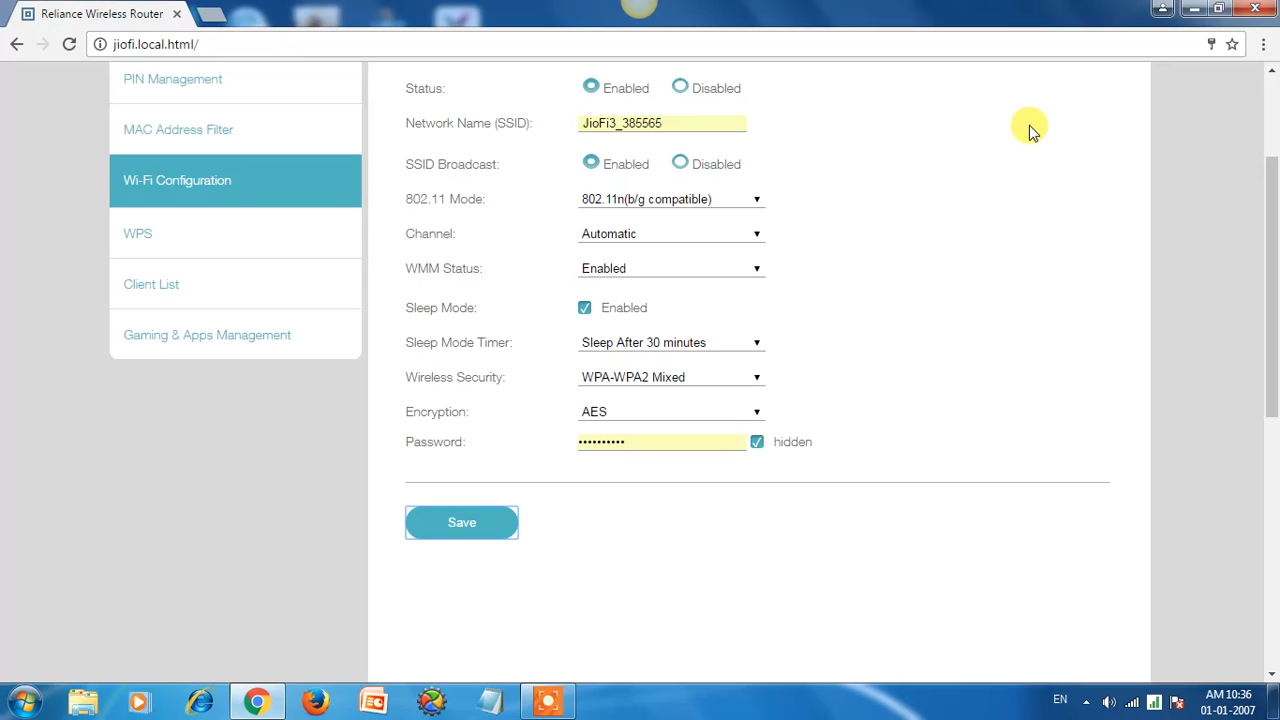 Reliance Wireless Router
jiofi.local.html/
PIN Management
MAC Address Filter
Wi-Fi Configuration
WPS
Client List
Gaming & Apps Management
Status: Enabled Disabled
Network Name (SSID): JioFi3_385565
SSID Broadcast: Enabled Disabled
802.11 Mode: 802.11n(b/g compatible)
Channel: Automatic
WMM Status: Enabled
Sleep Mode: Enabled
Sleep Mode Timer: Sleep After 30 minutes
Wireless Security: WPA-WPA2 Mixed
Encryption: AES
Password: •••••••••• hidden
Save
EN
AM 10:36
01-01-2007